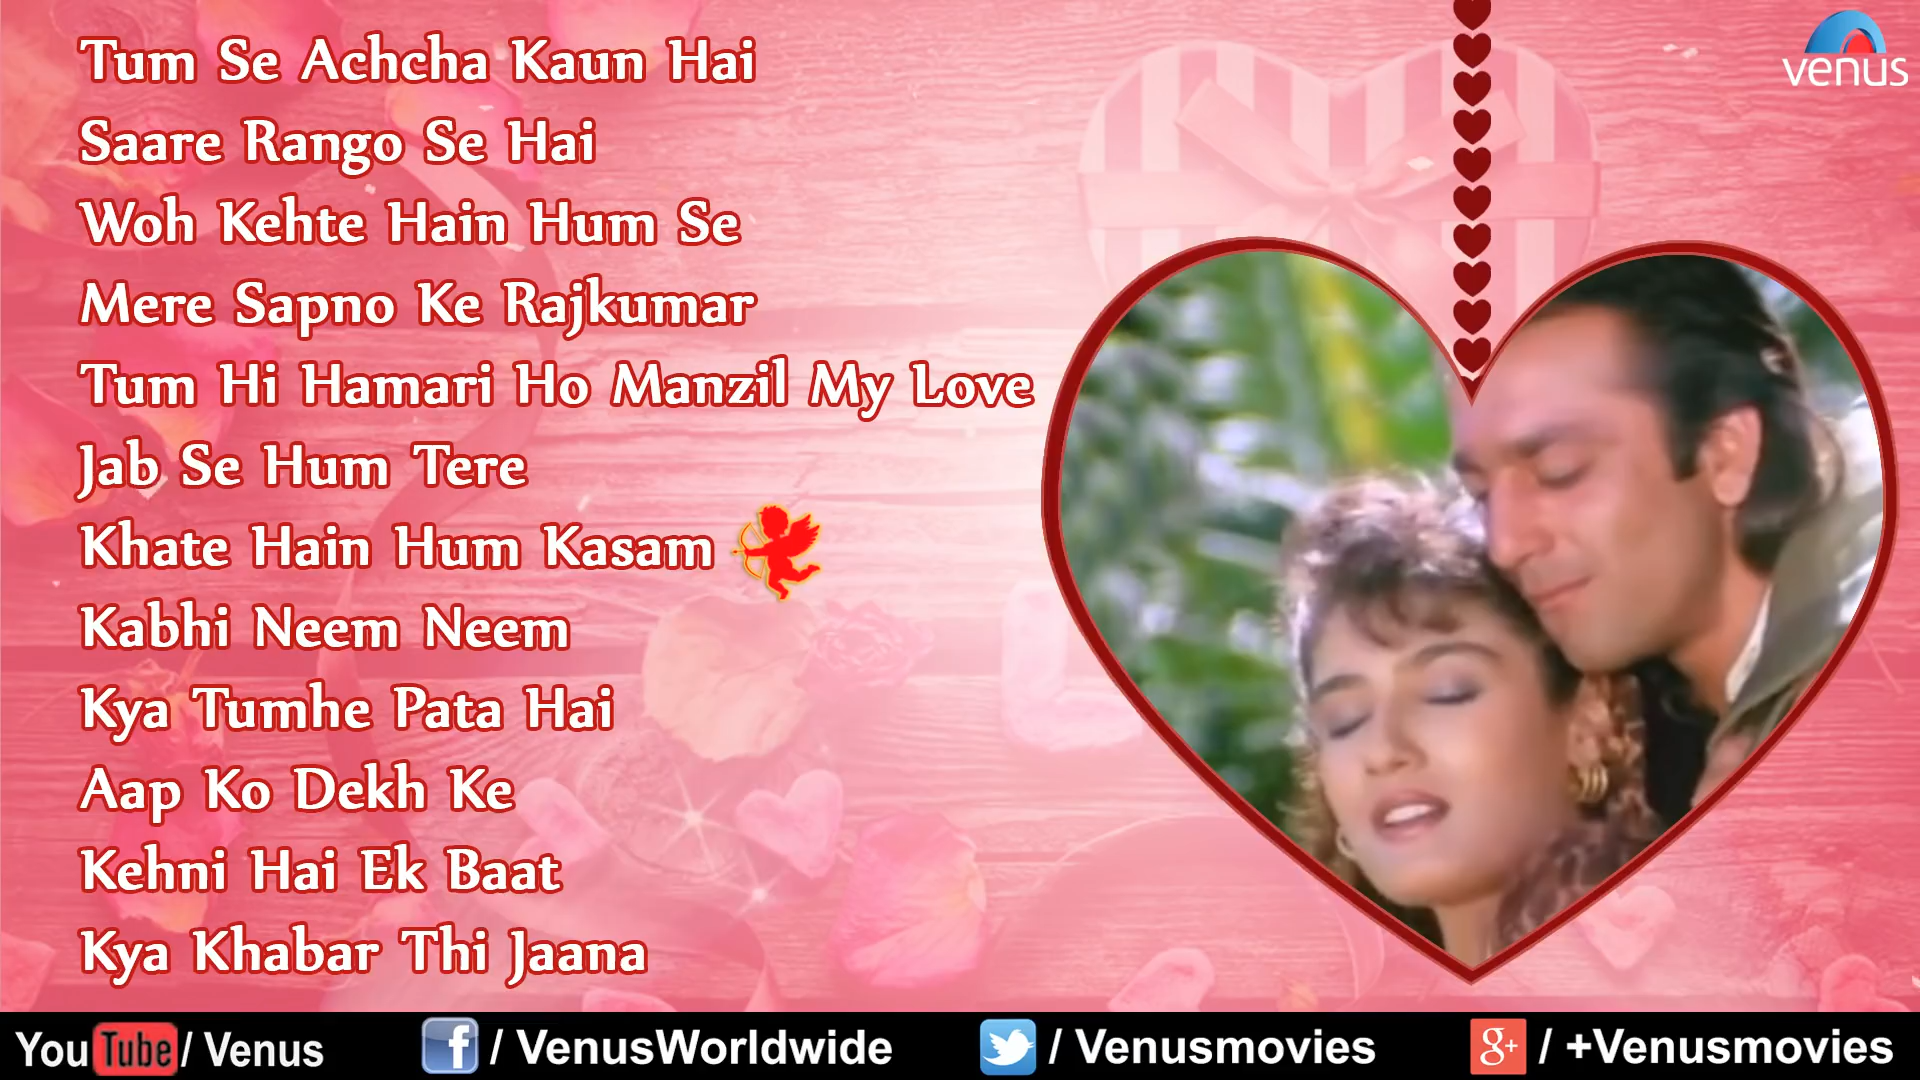 Tum Se Achcha Kaun Hai
Saare Rango Se Hai
Woh Kehte Hain Hum Se
Mere Sapno Ke Rajkumar
Tum Hi Hamari Ho Manzil My Love
Jab Se Hum Tere
Khate Hain Hum Kasam
Kabhi Neem Neem
Kya Tumhe Pata Hai
Aap Ko Dekh Ke
Kehni Hai Ek Baat
Kya Khabar Thi Jaana
venus
YouTube / Venus
f / VenusWorldwide
/ Venusmovies
g+ / +Venusmovies